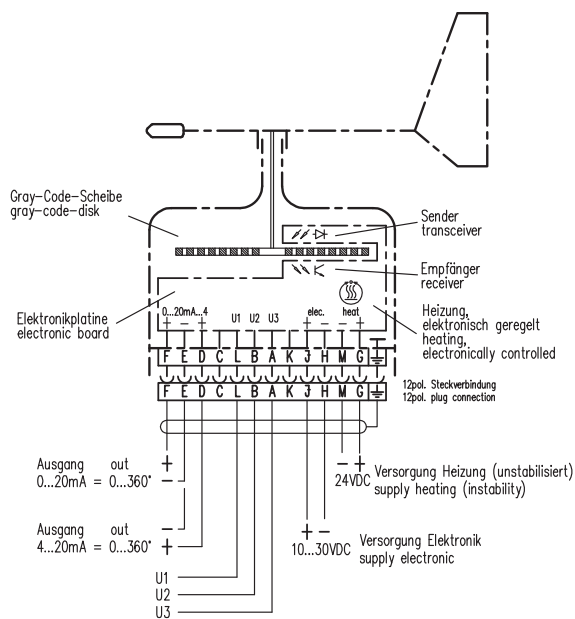 Gray-Code-Scheibe
gray-code-disk
Sender
transceiver
Empfänger
receiver
Elektronikplatine
electronic board
0...20mA...4
+ – +
U1 U2 U3
elec.
+ –
heat
– +
Heizung,
elektronisch geregelt
heating,
electronically controlled
F E D C L B A K J H M G
F E D C L B A K J H M G
12pol. Steckverbindung
12pol. plug connection
Ausgang out +
0...20mA = 0...360° –
– + 
24VDC
Versorgung Heizung (unstabilisiert)
supply heating (instability)
Ausgang out –
4...20mA = 0...360° +
+ –
10...30VDC
Versorgung Elektronik
supply electronic
U1
U2
U3